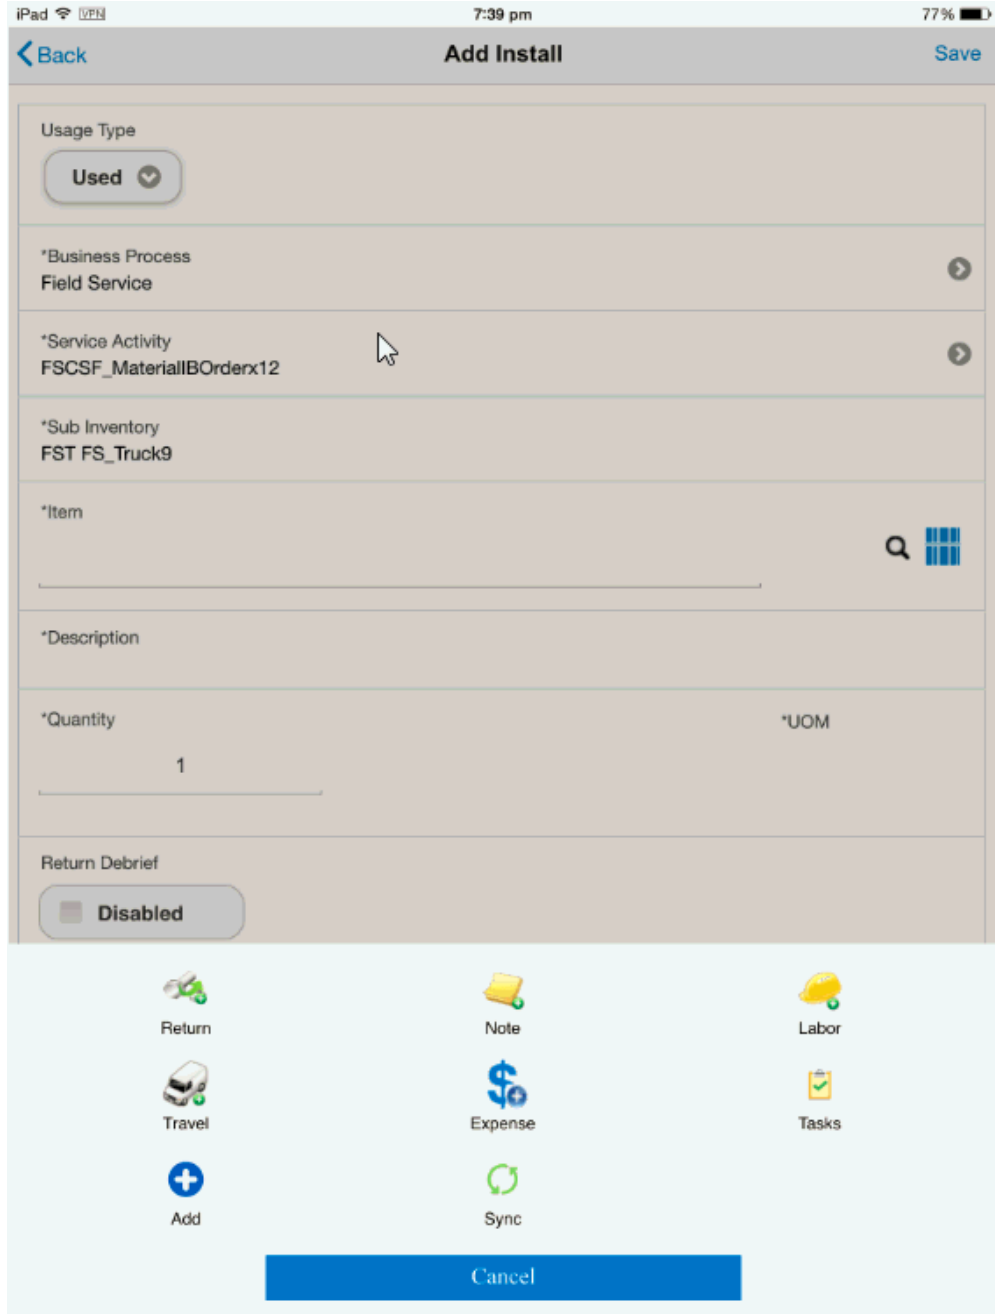 iPad VPN 7:39 pm 77%
Back Add Install Save
Usage Type
Used
*Business Process
Field Service
*Service Activity
FSCSF_MaterialIBOrderx12
*Sub Inventory
FST FS_Truck9
*Item
*Description
*Quantity *UOM
1
Return Debrief
Disabled
Return Note Labor
Travel Expense Tasks
Add Sync
Cancel